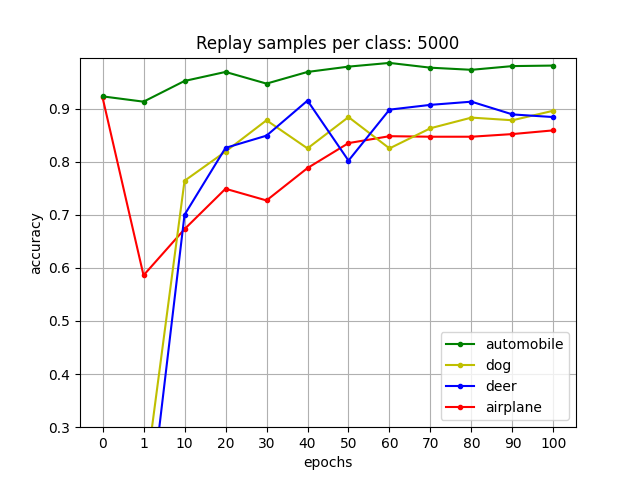 Replay samples per class: 5000
accuracy
0.9
0.8
0.7
0.6
0.5
0.4
0.3
automobile
dog
deer
airplane
0 1 10 20 30 40 50 60 70 80 90 100
epochs